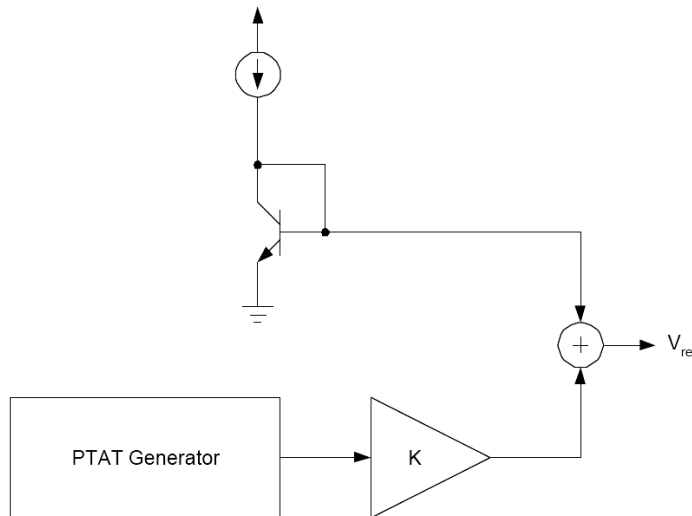 +
V_re
PTAT Generator
K